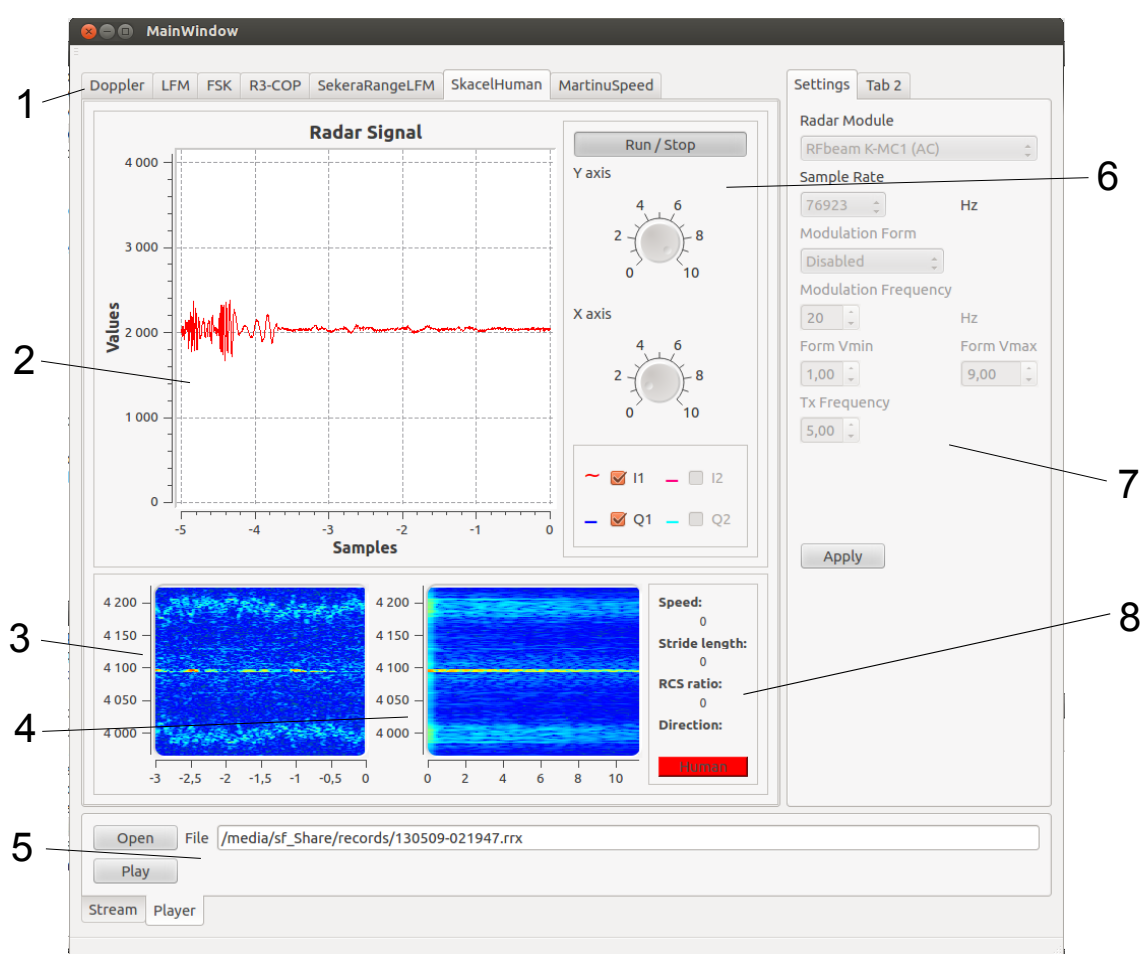 MainWindow
Doppler LFM FSK R3-COP SekeraRangeLFM SkacelHuman MartinuSpeed
Settings Tab 2
1
Radar Signal
4 000
3 000
2 000
1 000
0
Values
-5 -4 -3 -2 -1 0
Samples
2
Run / Stop
Y axis
0 2 4 6 8 10
X axis
0 2 4 6 8 10
I1 I2
Q1 Q2
6
Radar Module
RFbeam K-MC1 (AC)
Sample Rate
76923 Hz
Modulation Form
Disabled
Modulation Frequency
20 Hz
Form Vmin Form Vmax
1,00 9,00
Tx Frequency
5,00
Apply
7
3
4 200
4 150
4 100
4 050
4 000
-3 -2,5 -2 -1,5 -1 -0,5 0
4
4 200
4 150
4 100
4 050
4 000
0 2 4 6 8 10
Speed:
0
Stride length:
0
RCS ratio:
0
Direction:
Human
8
5
Open File /media/sf_Share/records/130509-021947.rrx
Play
Stream Player